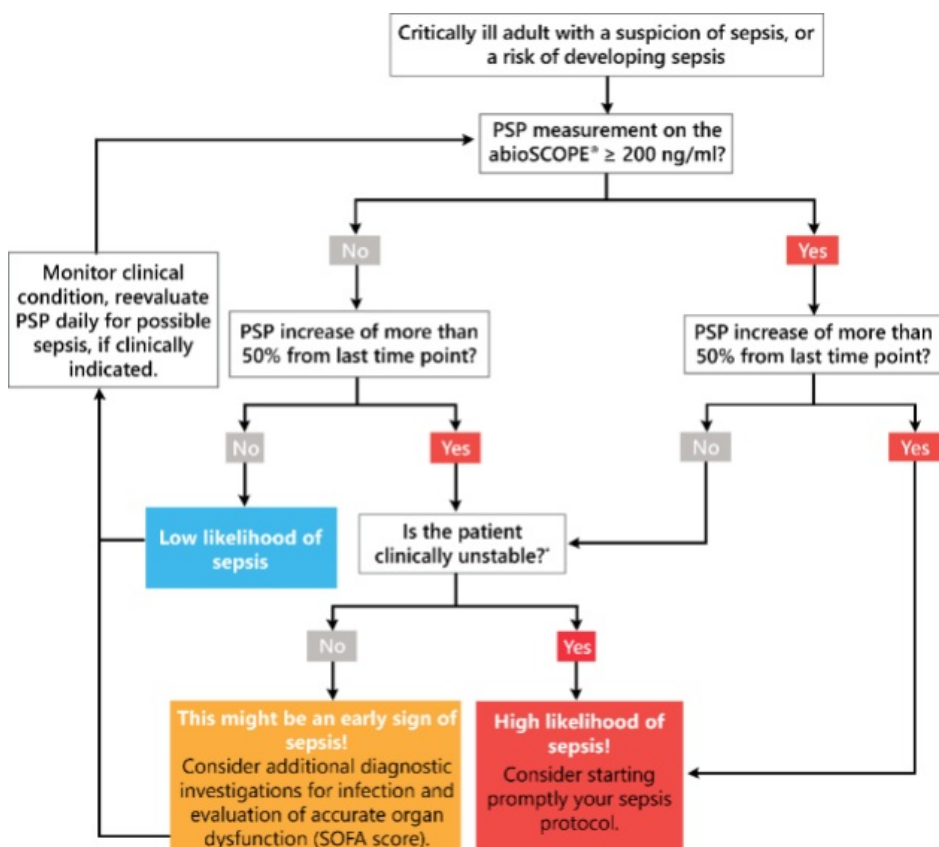 Critically ill adult with a suspicion of sepsis, or
a risk of developing sepsis
PSP measurement on the
abioSCOPE® ≥ 200 ng/ml?
No
Yes
Monitor clinical
condition, reevaluate
PSP daily for possible
sepsis, if clinically
indicated.
PSP increase of more than
50% from last time point?
PSP increase of more than
50% from last time point?
No
Yes
No
Yes
Low likelihood of
sepsis
Is the patient
clinically unstable?*
No
Yes
This might be an early sign of
sepsis!
Consider additional diagnostic
investigations for infection and
evaluation of accurate organ
dysfunction (SOFA score).
High likelihood of
sepsis!
Consider starting
promptly your sepsis
protocol.